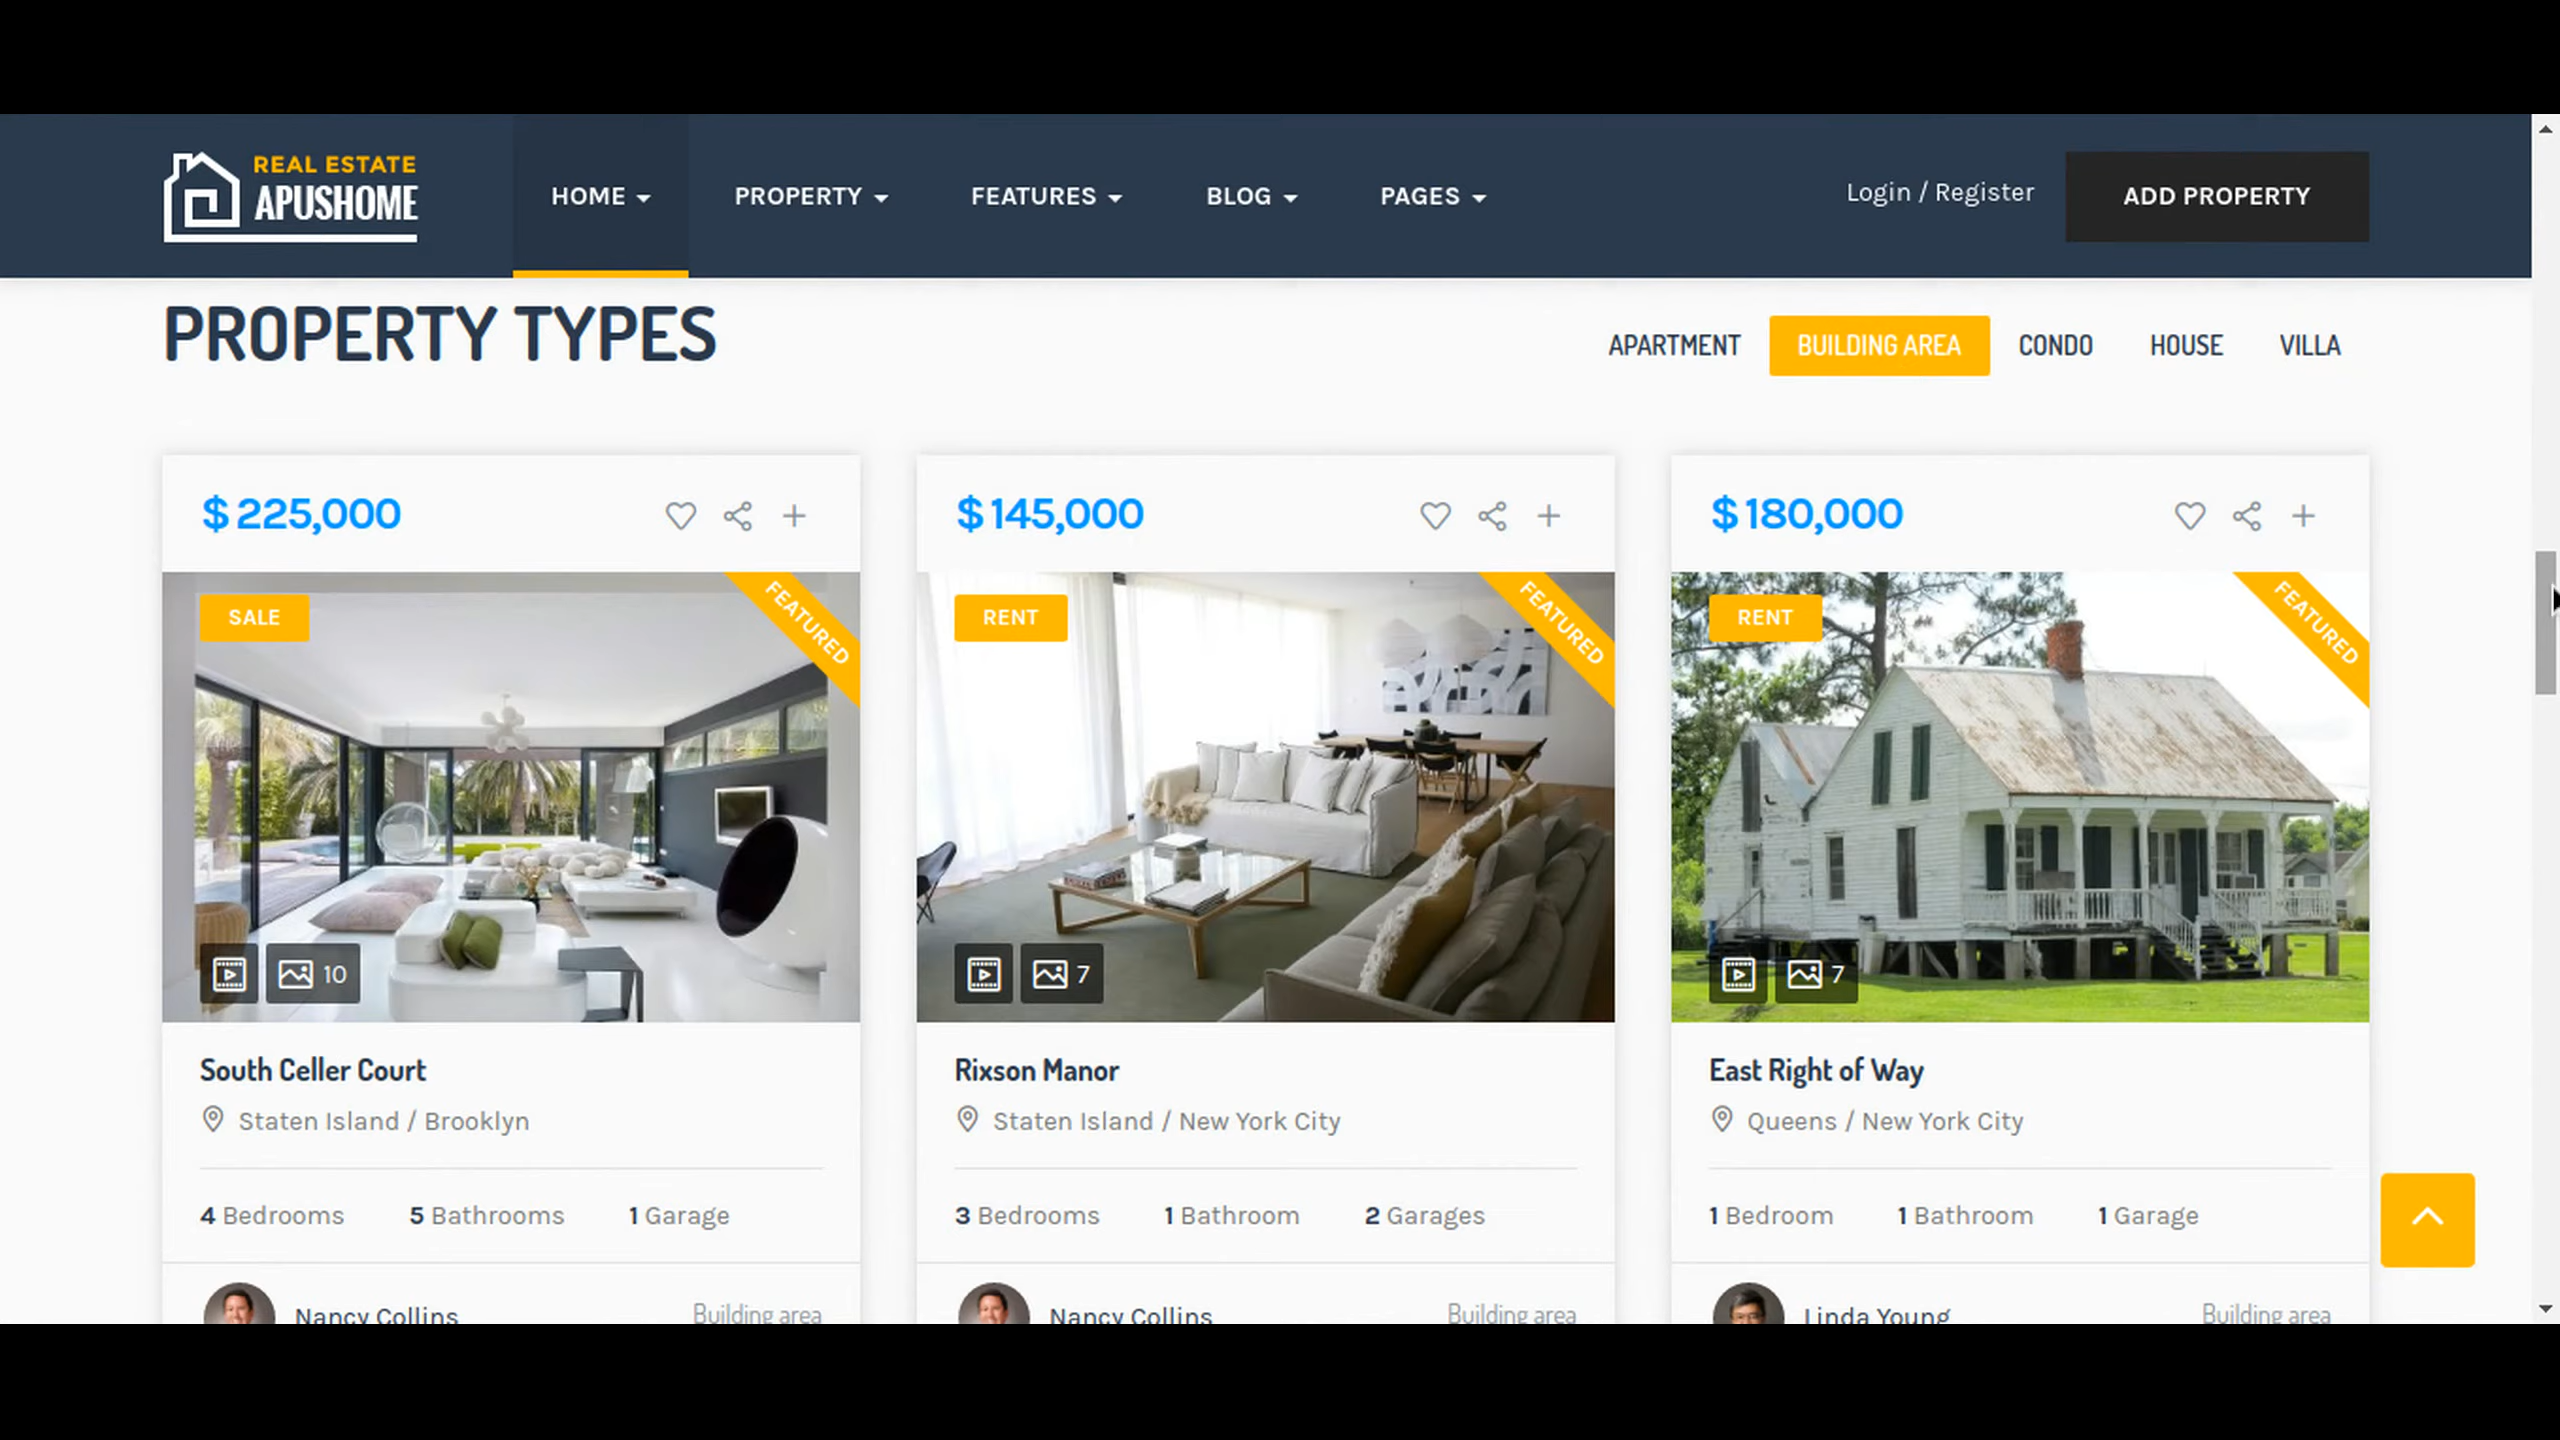 REAL ESTATE
APUSHOME
HOME
PROPERTY
FEATURES
BLOG
PAGES
Login / Register
ADD PROPERTY
PROPERTY TYPES
APARTMENT
BUILDING AREA
CONDO
HOUSE
VILLA
$ 225,000
SALE
FEATURED
10
South Celler Court
Staten Island / Brooklyn
4 Bedrooms
5 Bathrooms
1 Garage
Nancy Collins
Building area
$ 145,000
RENT
FEATURED
7
Rixson Manor
Staten Island / New York City
3 Bedrooms
1 Bathroom
2 Garages
Nancy Collins
Building area
$ 180,000
RENT
FEATURED
7
East Right of Way
Queens / New York City
1 Bedroom
1 Bathroom
1 Garage
Linda Young
Building area